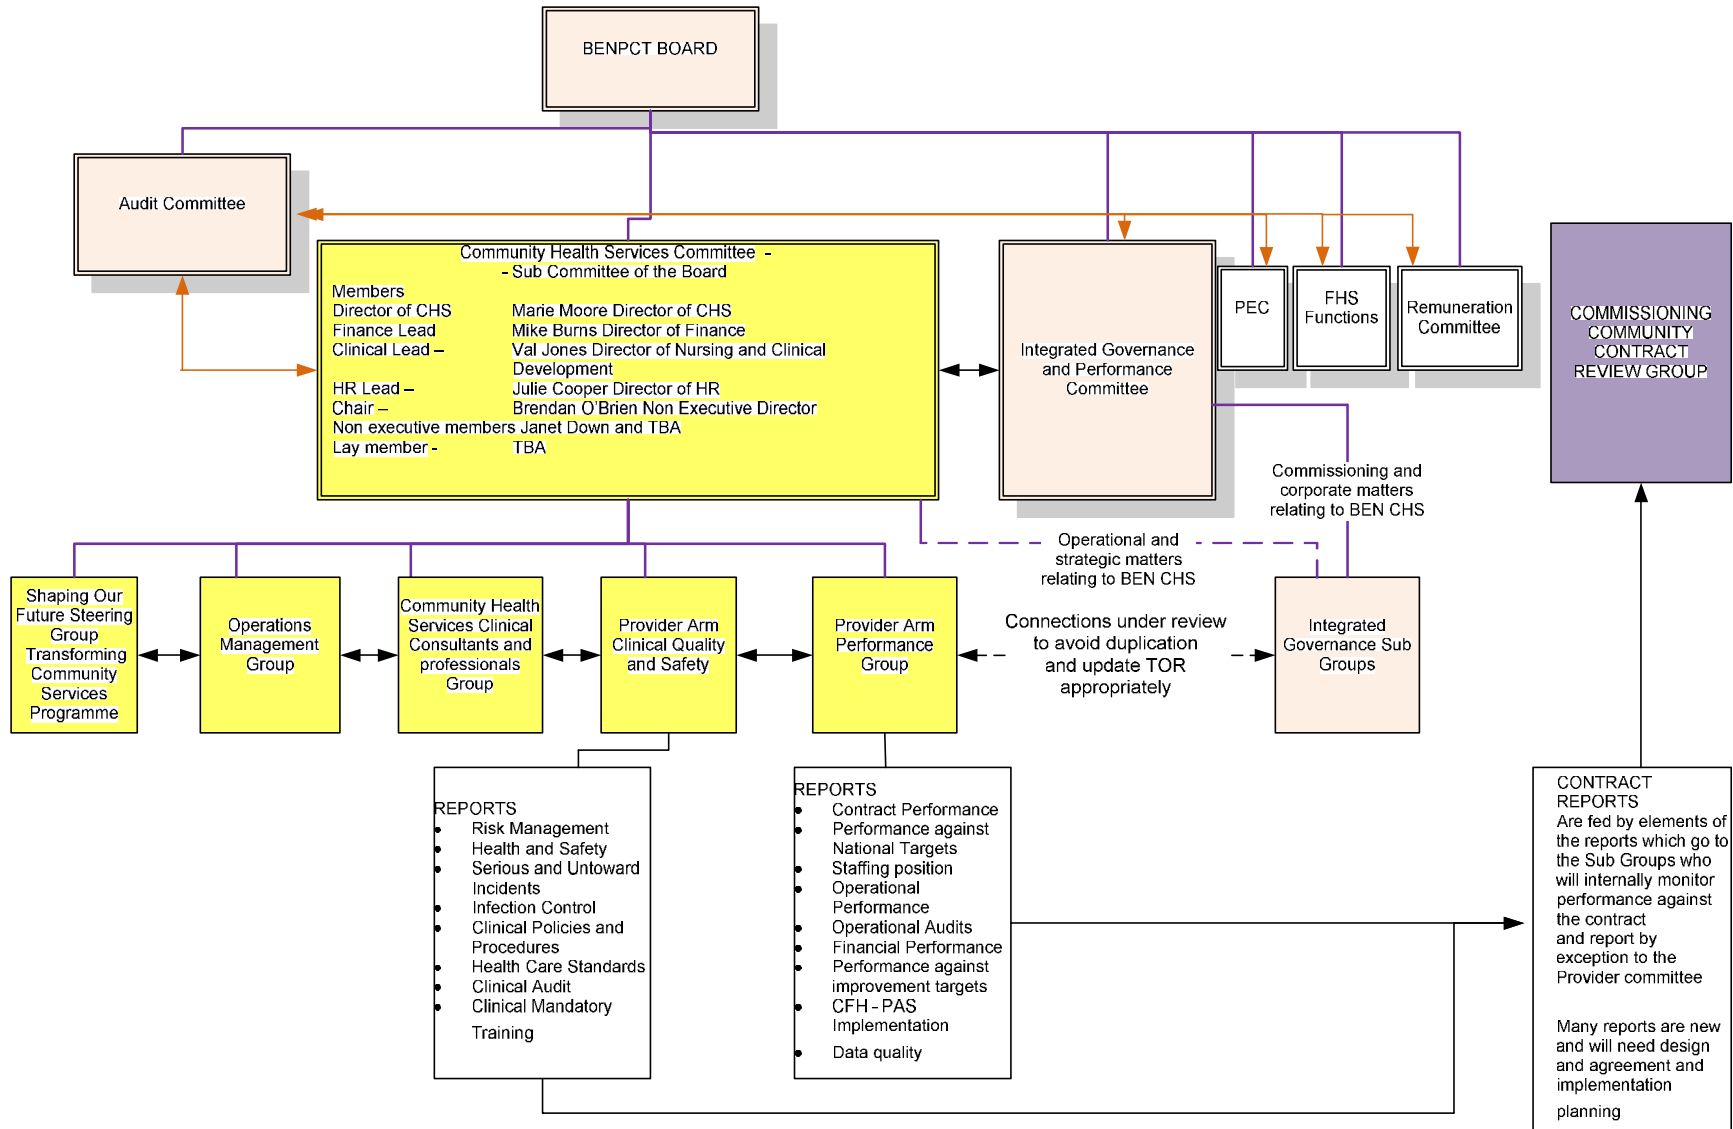 BENPCT BOARD
Audit Committee
Community Health Services Committee -
- Sub Committee of the Board
Members
Director of CHS Marie Moore Director of CHS
Finance Lead Mike Burns Director of Finance
Clinical Lead – Val Jones Director of Nursing and Clinical
Development
HR Lead – Julie Cooper Director of HR
Chair – Brendan O'Brien Non Executive Director
Non executive members Janet Down and TBA
Lay member - TBA
Integrated Governance
and Performance
Committee
PEC
FHS
Functions
Remuneration
Committee
COMMISSIONING
COMMUNITY
CONTRACT
REVIEW GROUP
Commissioning and
corporate matters
relating to BEN CHS
Operational and
strategic matters
relating to BEN CHS
Shaping Our
Future Steering
Group
Transforming
Community
Services
Programme
Operations
Management
Group
Community Health
Services Clinical
Consultants and
professionals
Group
Provider Arm
Clinical Quality
and Safety
Provider Arm
Performance
Group
Connections under review
to avoid duplication
and update TOR
appropriately
Integrated
Governance Sub
Groups
REPORTS
• Risk Management
• Health and Safety
• Serious and Untoward
Incidents
• Infection Control
• Clinical Policies and
Procedures
• Health Care Standards
• Clinical Audit
• Clinical Mandatory
Training
REPORTS
• Contract Performance
• Performance against
National Targets
• Staffing position
• Operational
Performance
• Operational Audits
• Financial Performance
• Performance against
improvement targets
• CFH - PAS
Implementation
• Data quality
CONTRACT
REPORTS
Are fed by elements of
the reports which go to
the Sub Groups who
will internally monitor
performance against
the contract
and report by
exception to the
Provider committee
Many reports are new
and will need design
and agreement and
implementation
planning